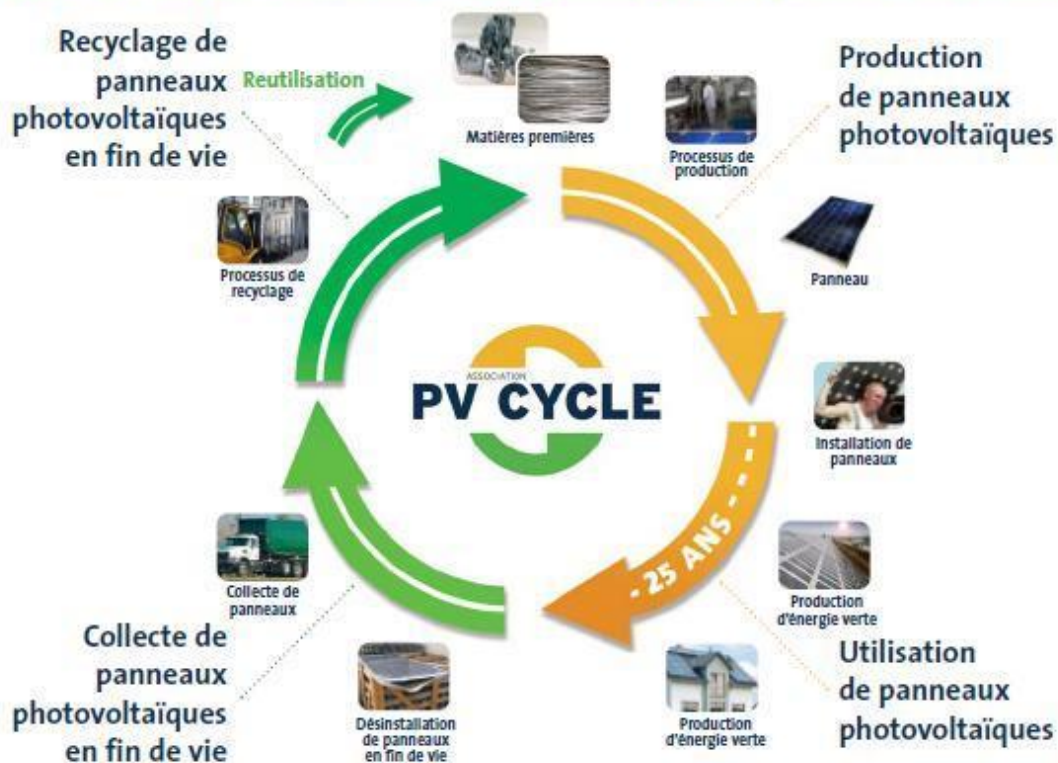 Recyclage de
panneaux
photovoltaïques
en fin de vie
Reutilisation
Matières premières
Processus de
production
Production
de panneaux
photovoltaïques
Panneau
Processus de
recyclage
ASSOCIATION
PV CYCLE
Installation de
panneaux
- 25 ANS - - - -
Collecte de
panneaux
Production
d'énergie verte
Collecte de
panneaux
photovoltaïques
en fin de vie
Désinstallation
de panneaux
en fin de vie
Production
d'énergie verte
Utilisation
de panneaux
photovoltaïques